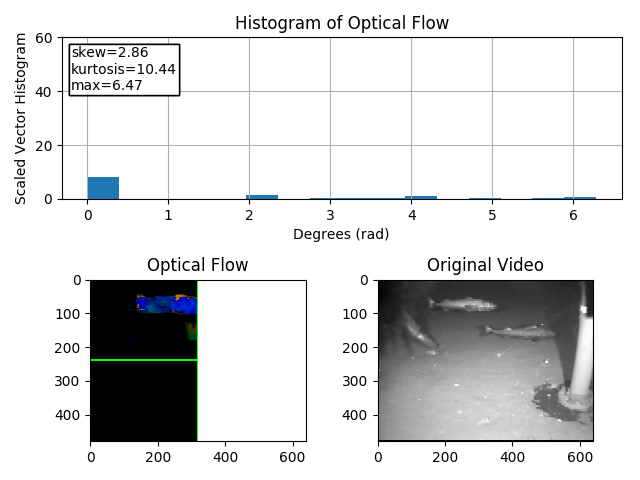 Histogram of Optical Flow
Scaled Vector Histogram
60
40
20
0
skew=2.86
kurtosis=10.44
max=6.47
0 1 2 3 4 5 6
Degrees (rad)
Optical Flow
0
100
200
300
400
0 200 400 600
Original Video
0
100
200
300
400
0 200 400 600